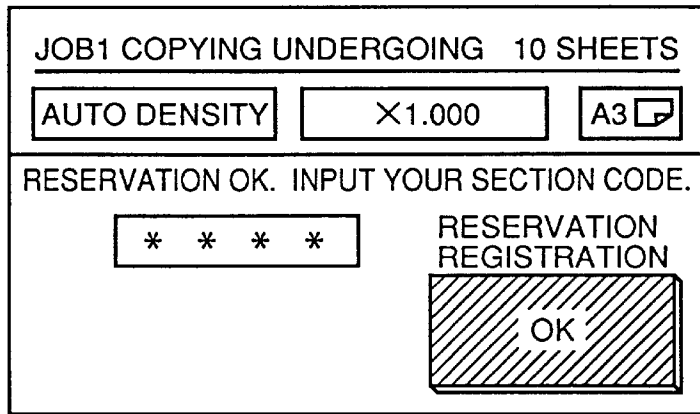 JOB1 COPYING UNDERGOING 10 SHEETS
AUTO DENSITY ×1.000 A3
RESERVATION OK. INPUT YOUR SECTION CODE.
* * * *
RESERVATION
REGISTRATION
OK